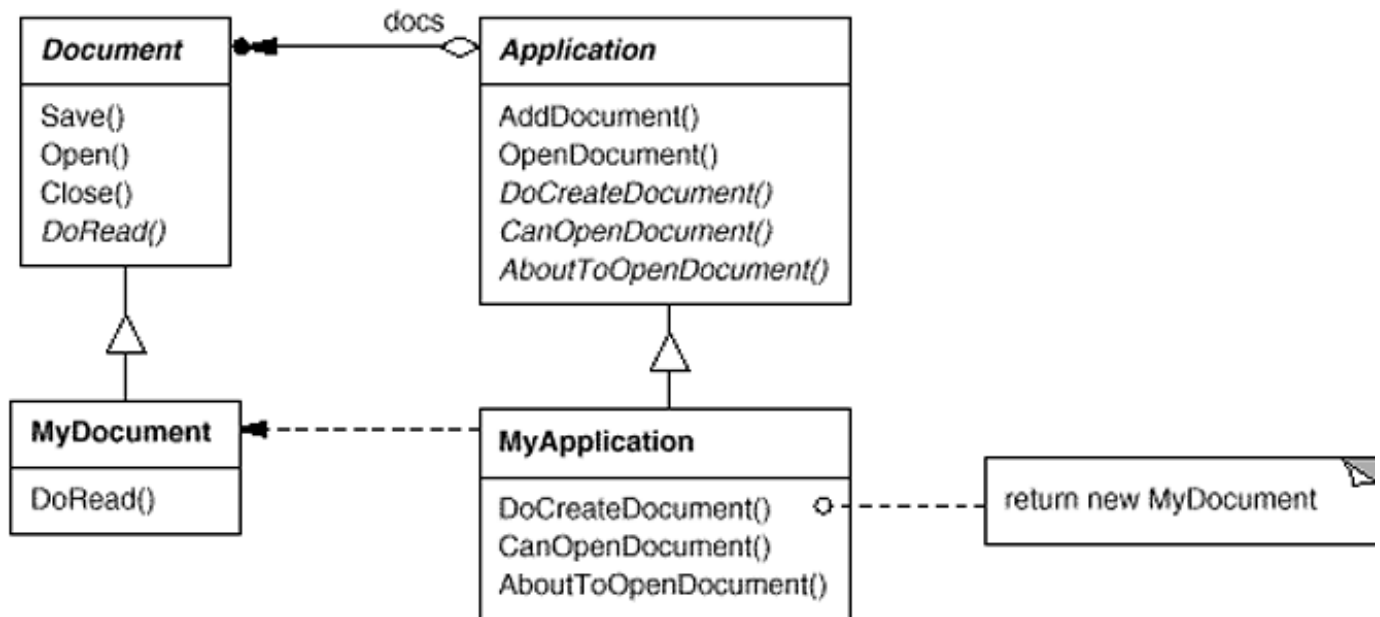 docs
Document
Save()
Open()
Close()
DoRead()
Application
AddDocument()
OpenDocument()
DoCreateDocument()
CanOpenDocument()
AboutToOpenDocument()
MyDocument
DoRead()
MyApplication
DoCreateDocument()
CanOpenDocument()
AboutToOpenDocument()
return new MyDocument